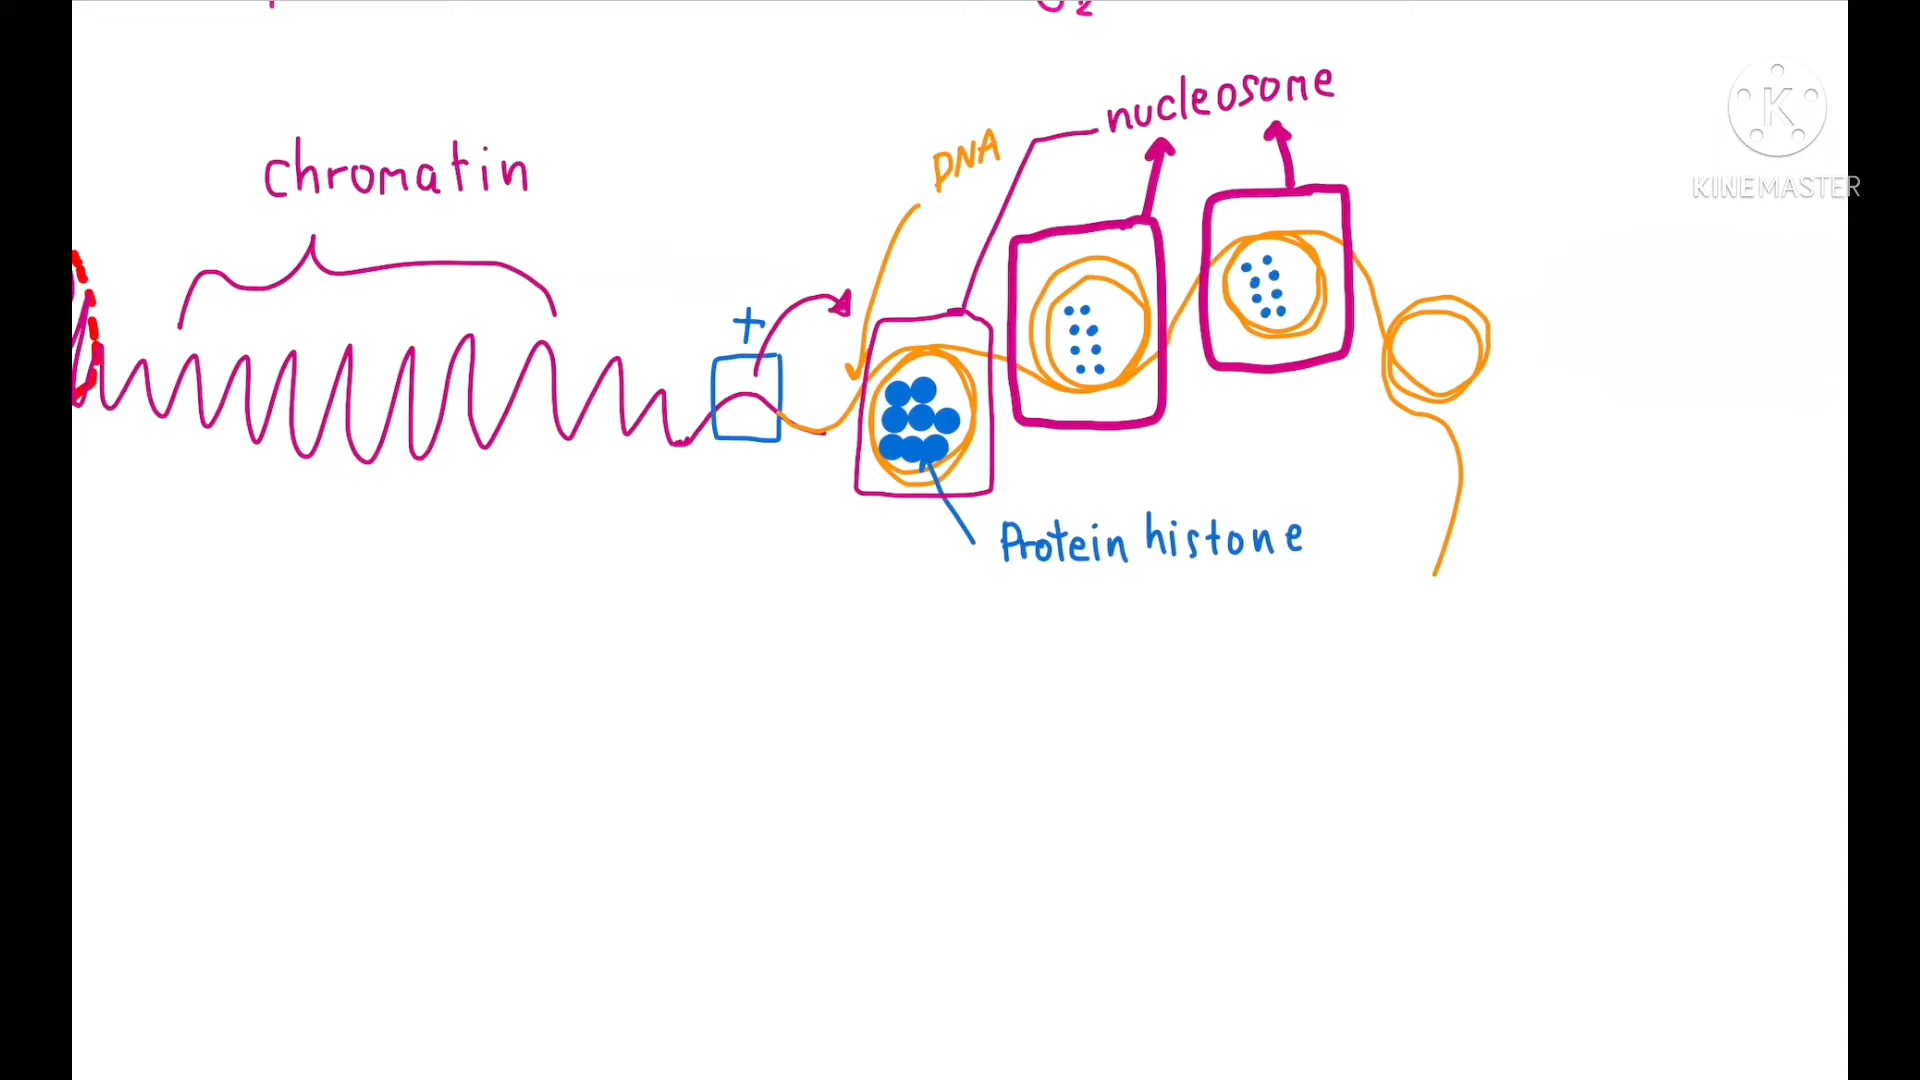 nucleosome
DNA
chromatin
K
KINEMASTER
+
Protein histone